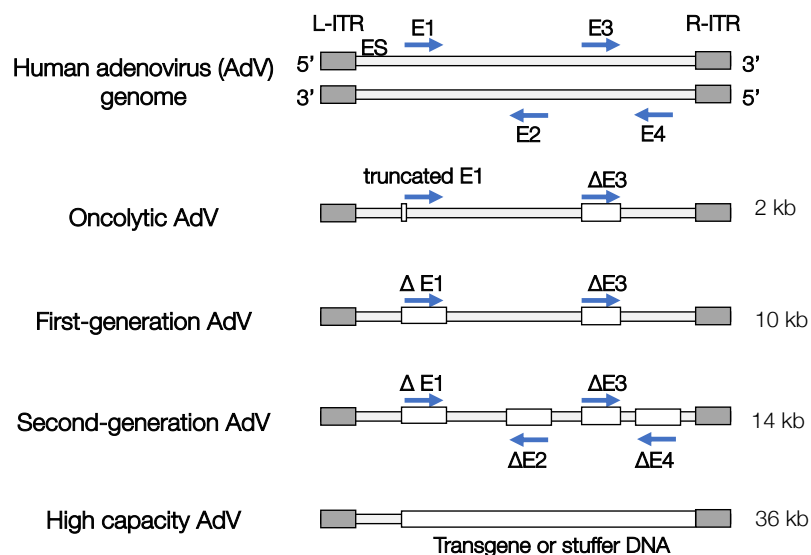 L-ITR E1 E3 R-ITR
ES
Human adenovirus (AdV) 5’ 3’
genome 3’ 5’
E2 E4
truncated E1 ΔE3
Oncolytic AdV 2 kb
Δ E1 ΔE3
First-generation AdV 10 kb
Δ E1 ΔE3
Second-generation AdV 14 kb
ΔE2 ΔE4
High capacity AdV 36 kb
Transgene or stuffer DNA